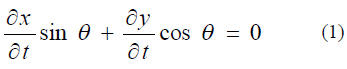 ∂x/∂t sin θ + ∂y/∂t cos θ = 0 (1)